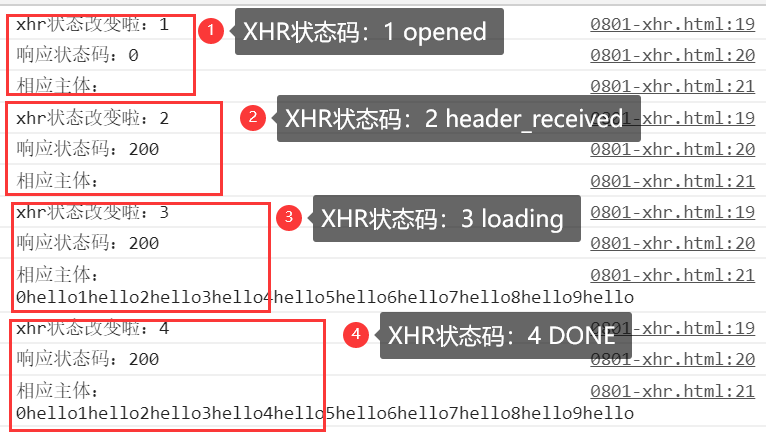 xhr状态改变啦：1 ① XHR状态码：1 opened 0801-xhr.html:19
响应状态码：0 0801-xhr.html:20
相应主体： 0801-xhr.html:21
xhr状态改变啦：2 ② XHR状态码：2 header_received 0801-xhr.html:19
响应状态码：200 0801-xhr.html:20
相应主体： 0801-xhr.html:21
xhr状态改变啦：3 ③ XHR状态码：3 loading 0801-xhr.html:19
响应状态码：200 0801-xhr.html:20
相应主体： 0801-xhr.html:21
0hello1hello2hello3hello4hello5hello6hello7hello8hello9hello
xhr状态改变啦：4 ④ XHR状态码：4 DONE 0801-xhr.html:19
响应状态码：200 0801-xhr.html:20
相应主体： 0801-xhr.html:21
0hello1hello2hello3hello4hello5hello6hello7hello8hello9hello